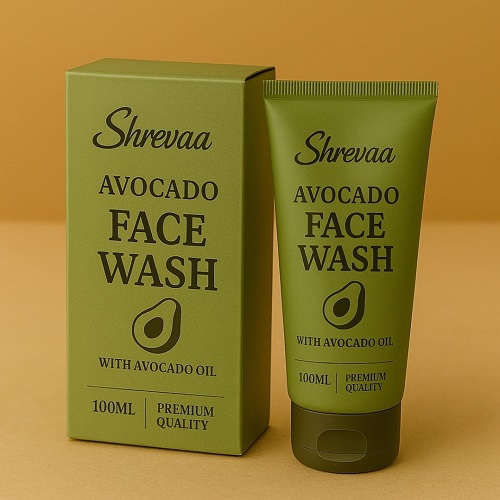 Shrevaa
AVOCADO
FACE
WASH
WITH AVOCADO OIL
100ML
PREMIUM
QUALITY
Shrevaa
AVOCADO
FACE
WASH
WITH AVOCADO OIL
100ML
PREMIUM
QUALITY